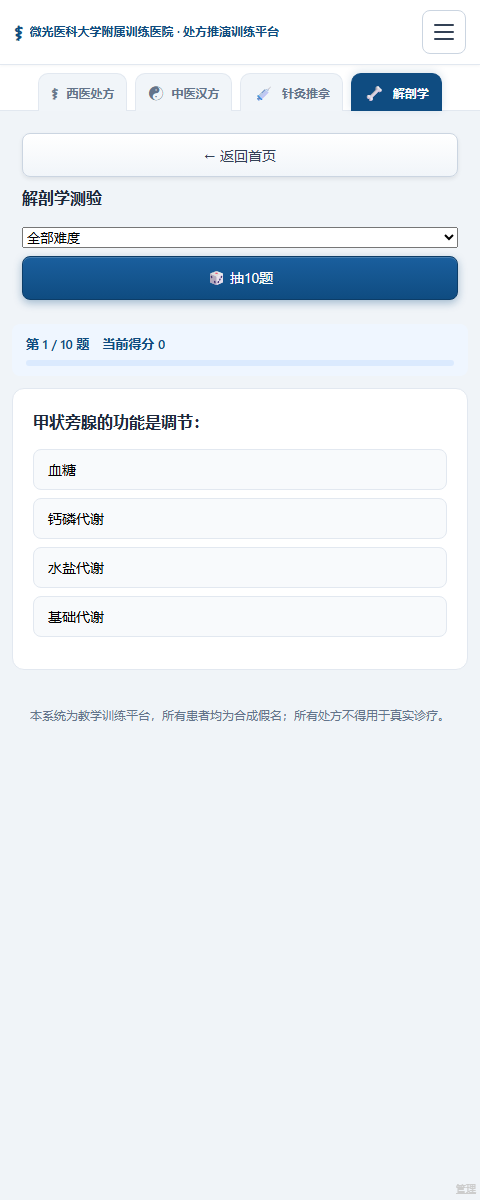 微光医科大学附属训练医院 · 处方推演训练平台
西医处方
中医汉方
针灸推拿
解剖学
← 返回首页
解剖学测验
全部难度
抽10题
第 1 / 10 题 当前得分 0
甲状旁腺的功能是调节：
血糖
钙磷代谢
水盐代谢
基础代谢
本系统为教学训练平台，所有患者均为合成假名；所有处方不得用于真实诊疗。
管理